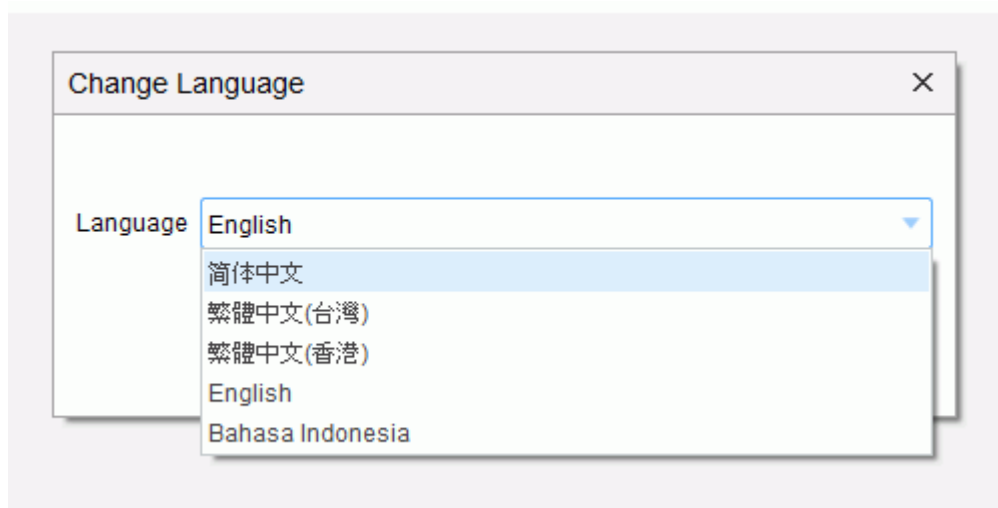 Change Language
Language English
简体中文
繁體中文(台灣)
繁體中文(香港)
English
Bahasa Indonesia